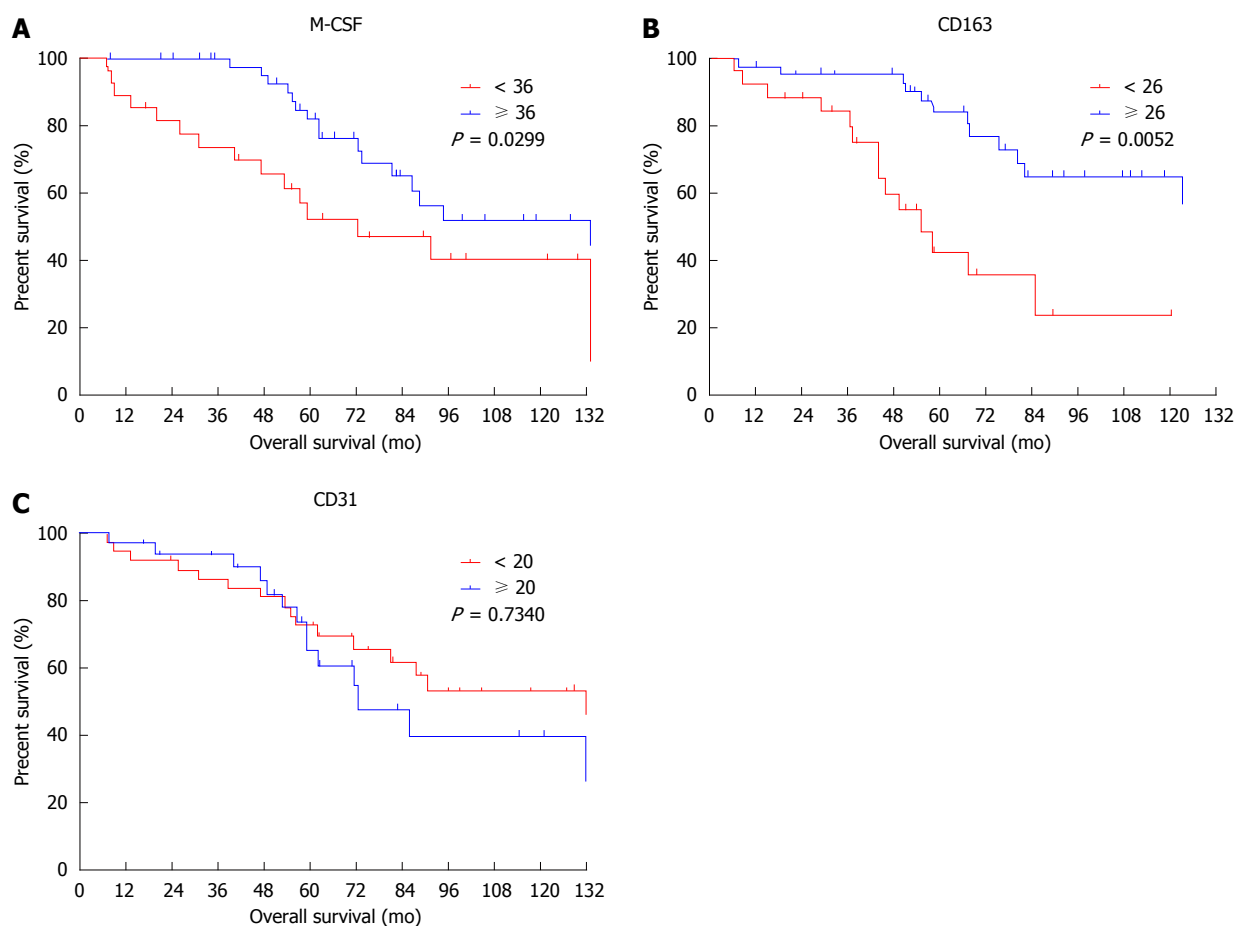 A
M-CSF
100
80
60
40
20
0
Precent survival (%)
< 36
⩾ 36
P = 0.0299
0 12 24 36 48 60 72 84 96 108 120 132
Overall survival (mo)
B
CD163
100
80
60
40
20
0
Precent survival (%)
< 26
⩾ 26
P = 0.0052
0 12 24 36 48 60 72 84 96 108 120 132
Overall survival (mo)
C
CD31
100
80
60
40
20
0
Precent survival (%)
< 20
⩾ 20
P = 0.7340
0 12 24 36 48 60 72 84 96 108 120 132
Overall survival (mo)